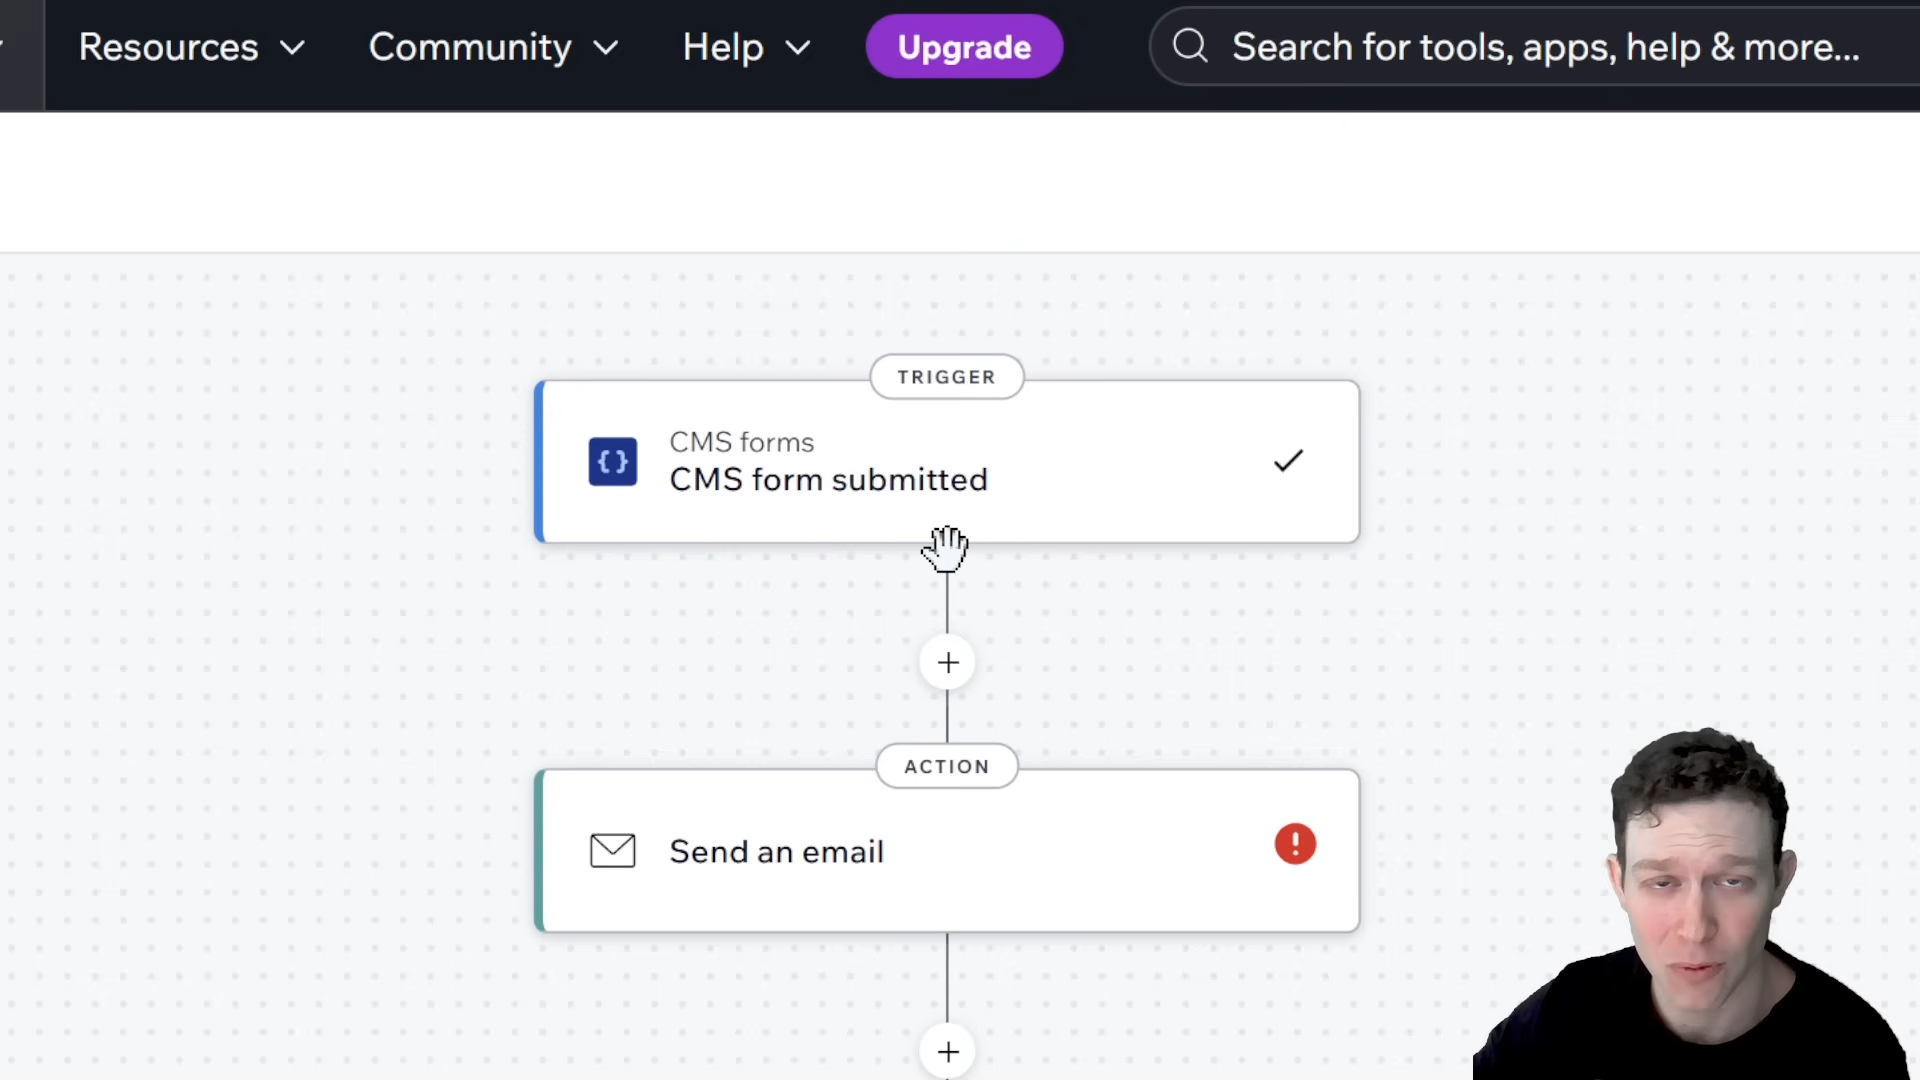 Resources
Community
Help
Upgrade
Search for tools, apps, help & more...
TRIGGER
CMS forms
CMS form submitted
ACTION
Send an email